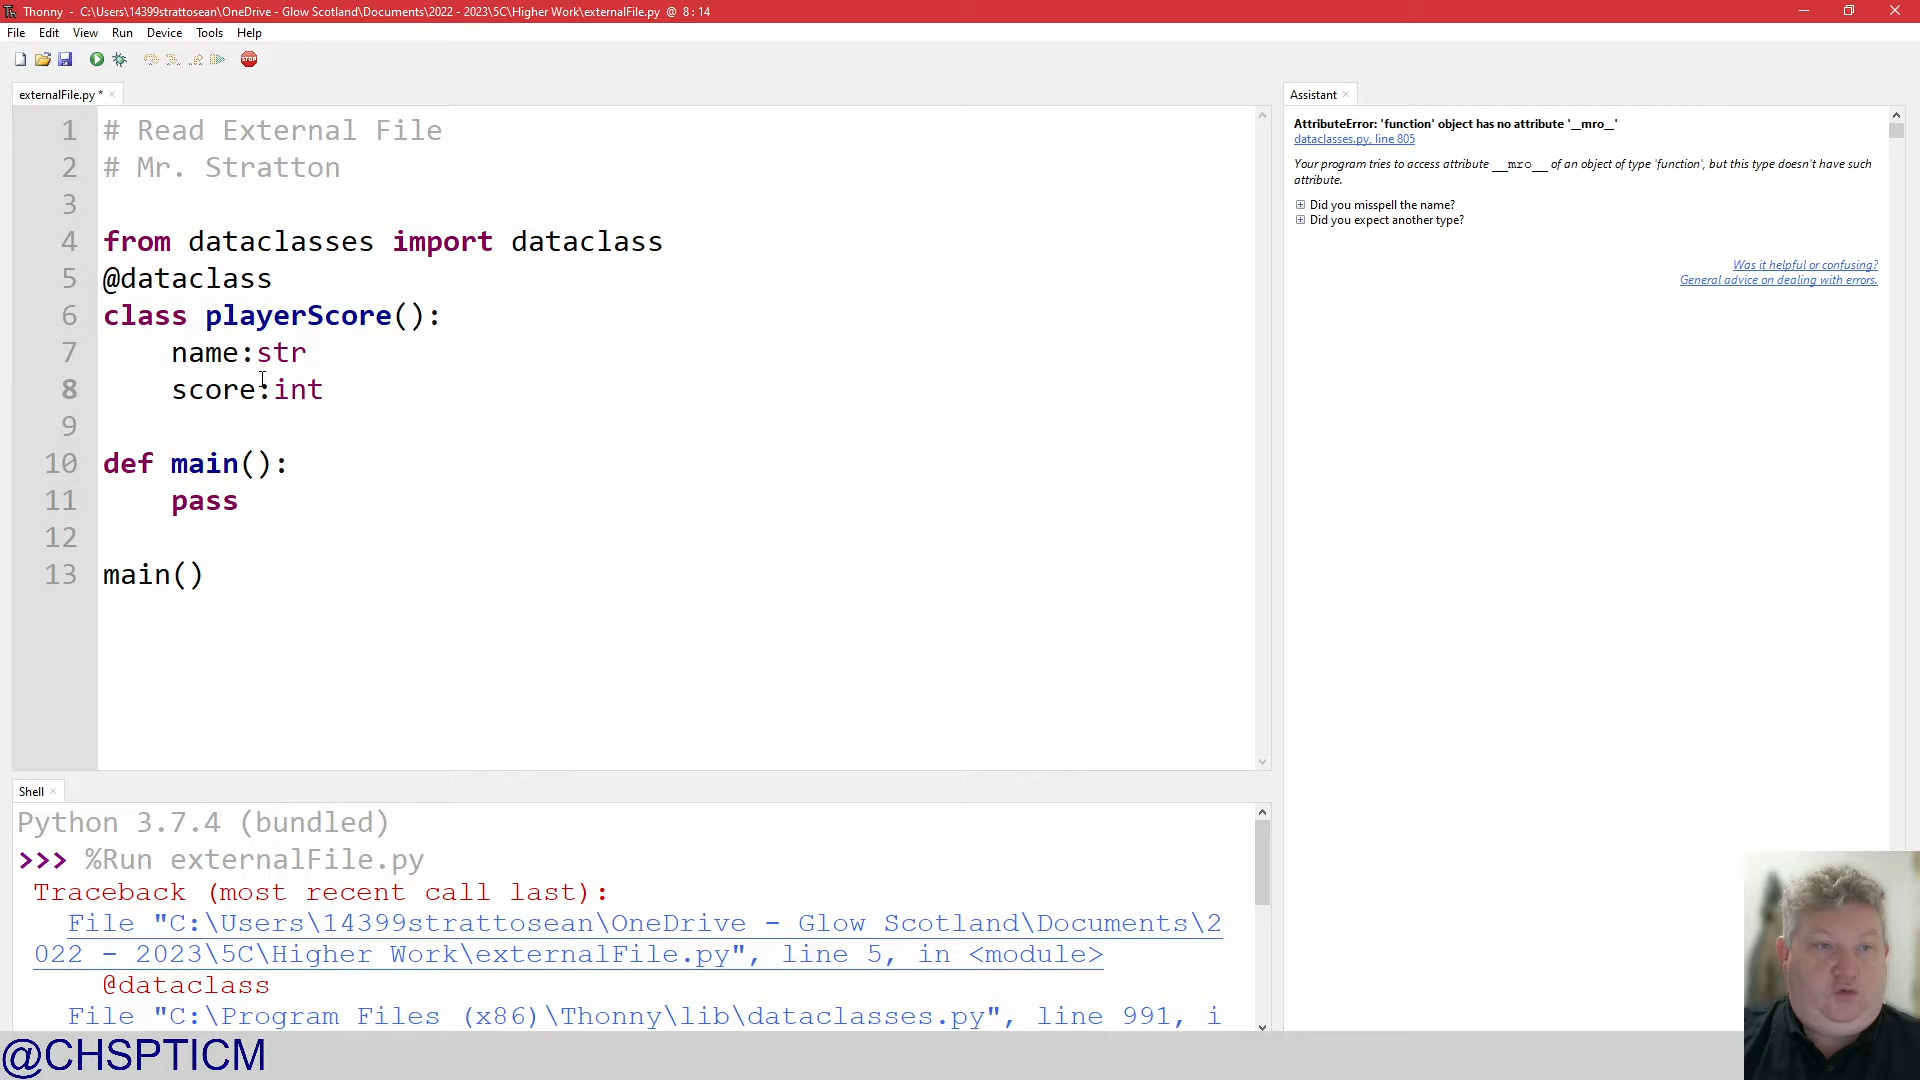 Thonny - C:\Users\14399strattosean\OneDrive - Glow Scotland\Documents\2022 - 2023\5C\Higher Work\externalFile.py @ 8 : 14
File Edit View Run Device Tools Help
STOP
externalFile.py *
1 # Read External File
2 # Mr. Stratton
3
4 from dataclasses import dataclass
5 @dataclass
6 class playerScore():
7 name:str
8 score:int
9
10 def main():
11 pass
12
13 main()
Assistant
AttributeError: 'function' object has no attribute '__mro__'
dataclasses.py, line 805
Your program tries to access attribute __mro__ of an object of type 'function', but this type doesn't have such
attribute.
Did you misspell the name?
Did you expect another type?
Was it helpful or confusing?
General advice on dealing with errors.
Shell
Python 3.7.4 (bundled)
>>> %Run externalFile.py
Traceback (most recent call last):
File "C:\Users\14399strattosean\OneDrive - Glow Scotland\Documents\2
022 - 2023\5C\Higher Work\externalFile.py", line 5, in <module>
@dataclass
File "C:\Program Files (x86)\Thonny\lib\dataclasses.py", line 991, i
@CHSPTICM